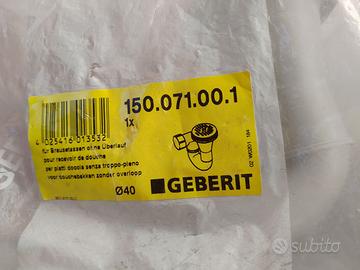 150.071.00.1
1x
4 025416 013532
für Brausetassen ohne Überlauf
pour recevoir de douche
per piatti doccia senza troppo-pieno
voor douchebakken zonder overloop
Ø40
GEBERIT
subito